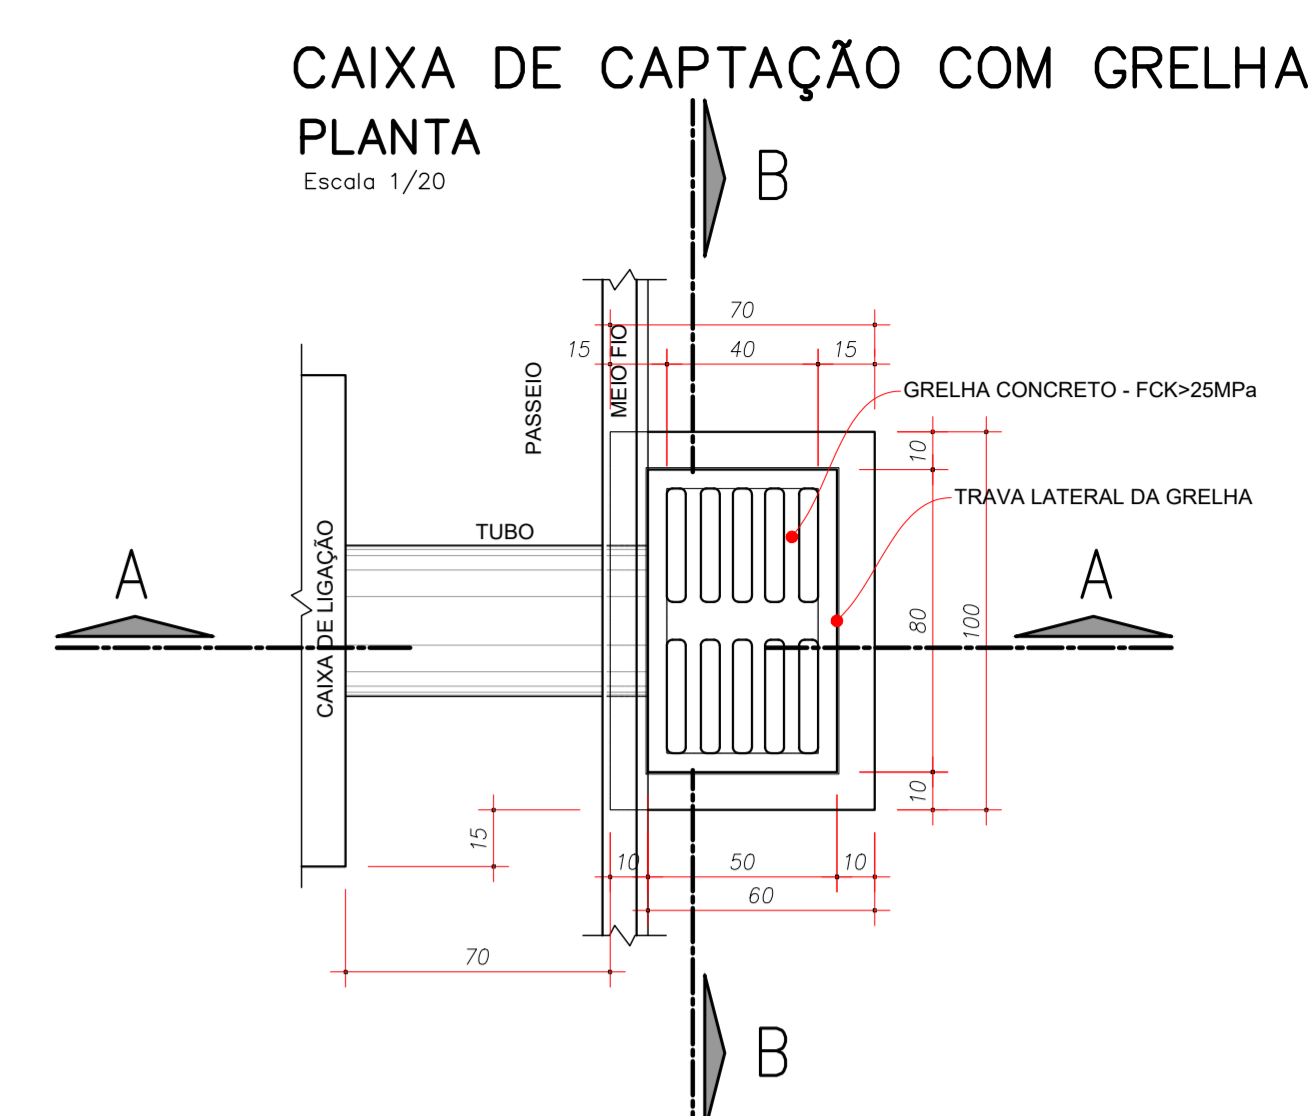 CAIXA DE CAPTAÇÃO COM GRELHA
PLANTA
Escala 1/20
B
70
15
40
15
MEIO FIO
PASSEIO
GRELHA CONCRETO - FCK>25MPa
10
TRAVA LATERAL DA GRELHA
TUBO
CAIXA DE LIGAÇÃO
A
A
80
100
10
15
10
50
10
60
70
B